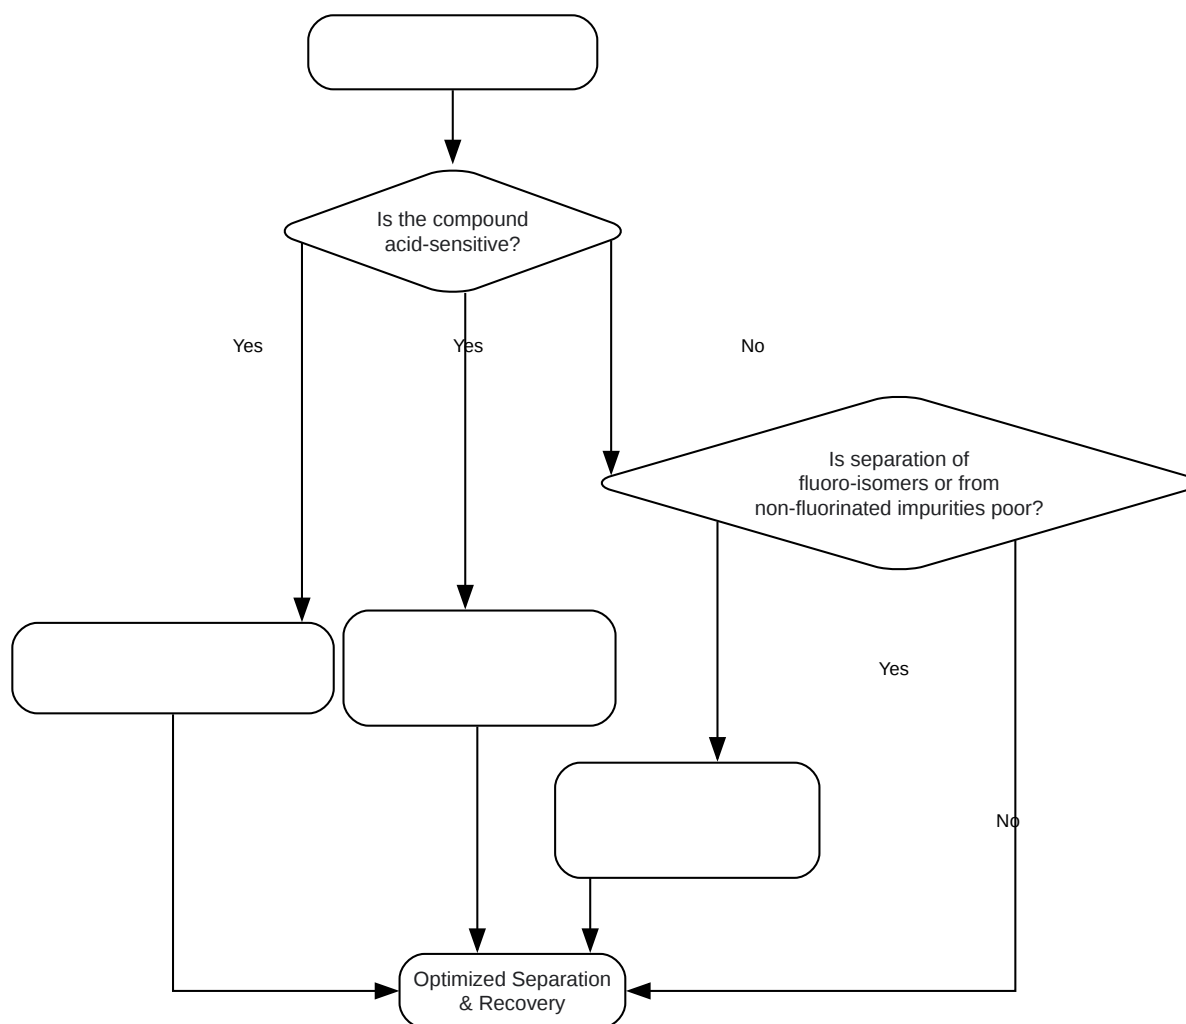 Is the compound
acid-sensitive?
Yes
Yes
No
Is separation of
fluoro-isomers or from
non-fluorinated impurities poor?
Yes
No
Optimized Separation
& Recovery